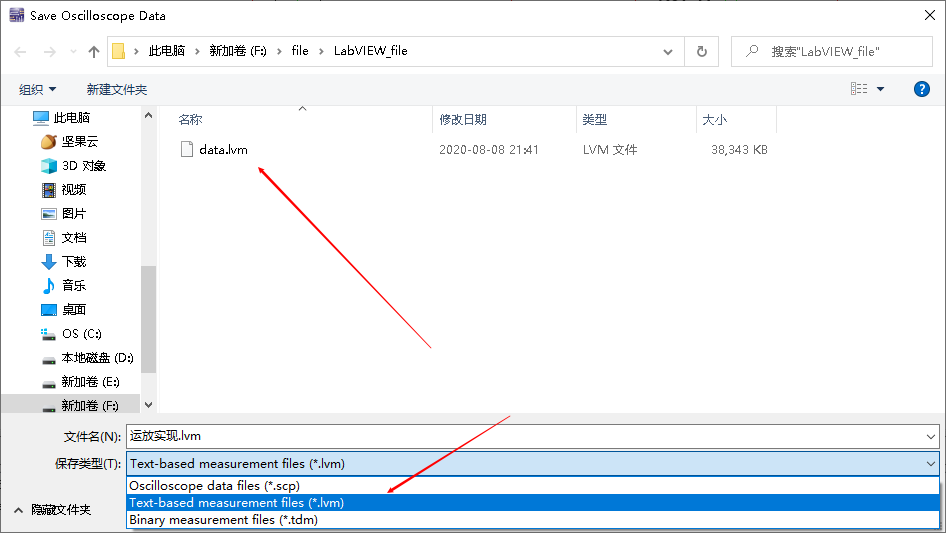 Save Oscilloscope Data
此电脑 › 新加卷 (F:) › file › LabVIEW_file
搜索"LabVIEW_file"
组织 新建文件夹
?
名称 修改日期 类型 大小
data.lvm 2020-08-08 21:41 LVM 文件 38,343 KB
此电脑
坚果云
3D 对象
视频
图片
文档
下载
音乐
桌面
OS (C:)
本地磁盘 (D:)
新加卷 (E:)
新加卷 (F:)
文件名(N): 运放实现.lvm
保存类型(T): Text-based measurement files (*.lvm)
Oscilloscope data files (*.scp)
Text-based measurement files (*.lvm)
Binary measurement files (*.tdm)
隐藏文件夹